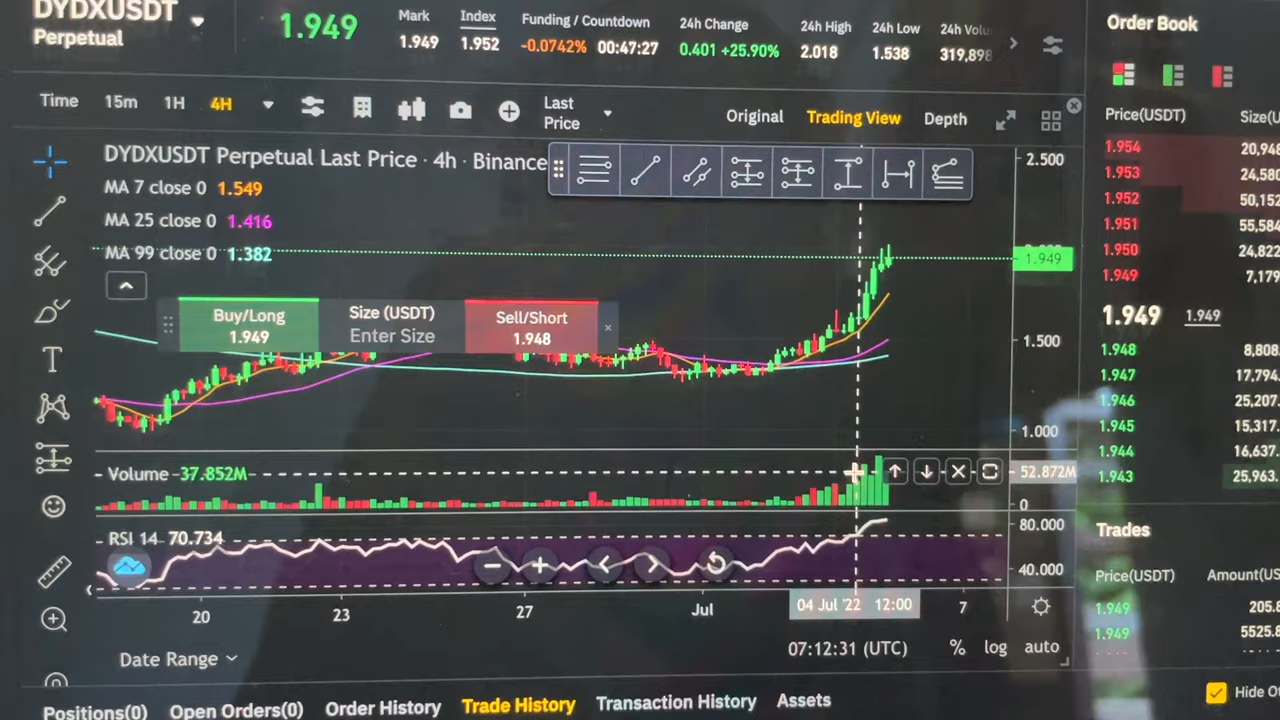 DYDXUSDT
Perpetual
1.949
Mark
1.949
Index
1.952
Funding / Countdown
-0.0742% 00:47:27
24h Change
0.401 +25.90%
24h High
2.018
24h Low
1.538
24h Volu
319,898
Order Book
Time 15m 1H 4H
Last Price
Original Trading View Depth
Price(USDT) Size(U
DYDXUSDT Perpetual Last Price · 4h · Binance
MA 7 close 0 1.549
MA 25 close 0 1.416
MA 99 close 0 1.382
2.500
1.949
1.500
1.000
Buy/Long
1.949
Size (USDT)
Enter Size
Sell/Short
1.948
1.954 20,948
1.953 24,580
1.952 50,152
1.951 55,584
1.950 24,822
1.949 7,179
1.949 1.949
1.948 8,808.
1.947 17,794.
1.946 25,207.
1.945 15,317.
1.944 16,637.
1.943 25,963.
Volume 37.852M
52.872M
0
RSI 14 70.734
80.000
40.000
20 23 27 Jul 04 Jul '22 12:00 7
Date Range
07:12:31 (UTC) % log auto
Trades
Price(USDT) Amount(US
1.949 205.8
1.949 5525.8
Hide O
Positions(0) Open Orders(0) Order History Trade History Transaction History Assets